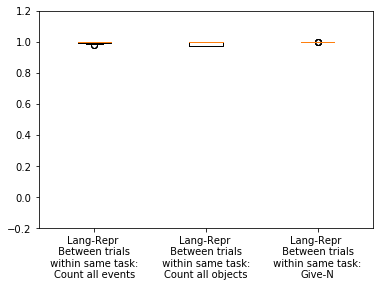 1.2
1.0
0.8
0.6
0.4
0.2
0.0
−0.2
Lang-Repr
Between trials
within same task:
Count all events
Lang-Repr
Between trials
within same task:
Count all objects
Lang-Repr
Between trials
within same task:
Give-N